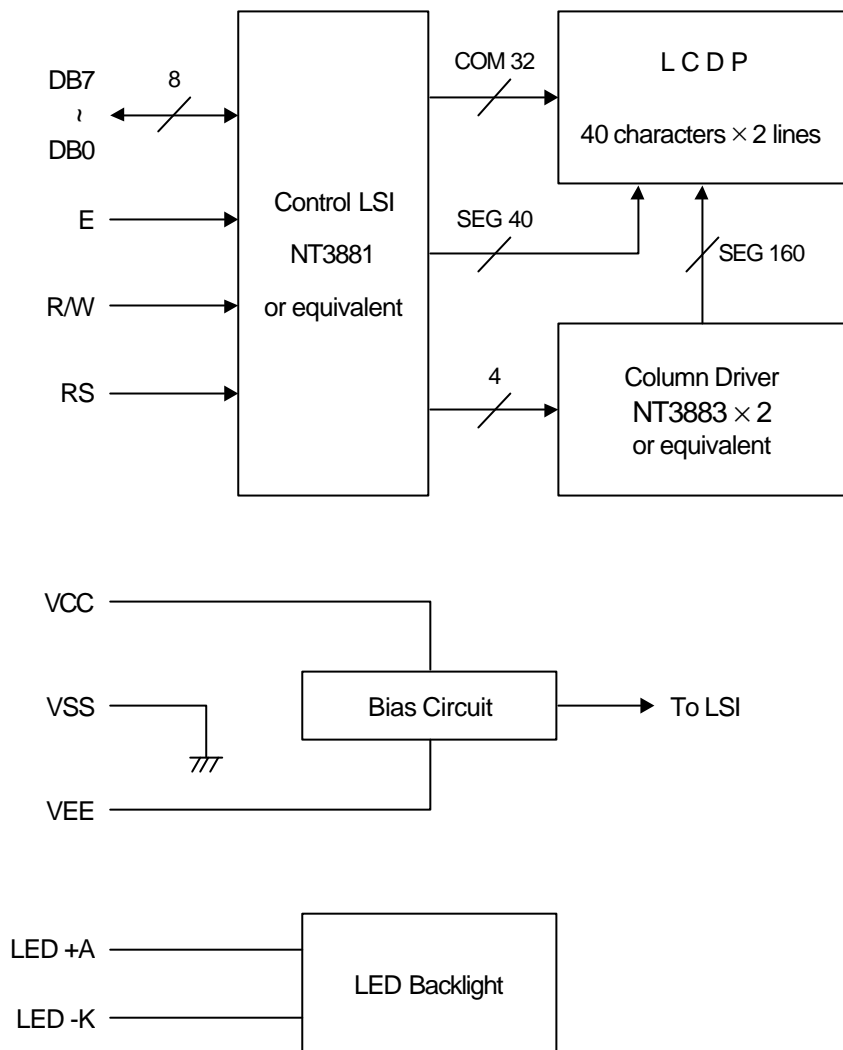 DB7
~
DB0
8
E
R/W
RS
Control LSI
NT3881
or equivalent
COM 32
SEG 40
4
L C D P
40 characters × 2 lines
SEG 160
Column Driver
NT3883 × 2
or equivalent
VCC
VSS
VEE
Bias Circuit
To LSI
LED +A
LED -K
LED Backlight